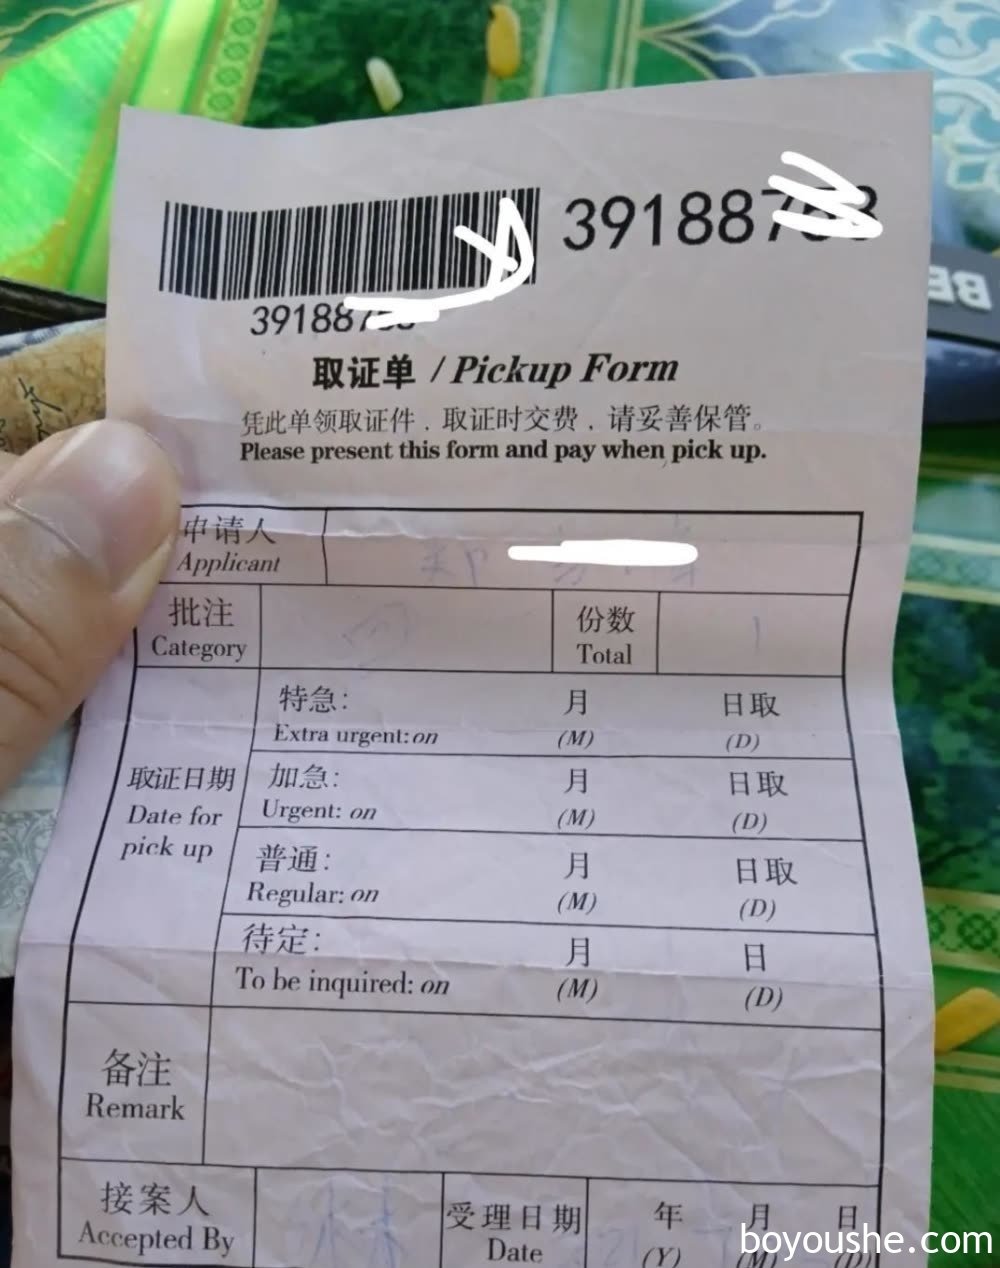 3918876
391887
取证单 / Pickup Form
凭此单领取证件．取证时交费，请妥善保管。
Please present this form and pay when pick up.
申请人
Applicant
批注 份数
Category Total
1
特急： 月 日取
Extra urgent: on (M) (D)
取证日期 加急： 月 日取
Date for pick up Urgent: on (M) (D)
普通： 月 日取
Regular: on (M) (D)
待定： 月 日
To be inquired: on (M) (D)
备注
Remark
接案人 受理日期 年 月 日
Accepted By Date (Y) (M) (D)
boyoushe.com